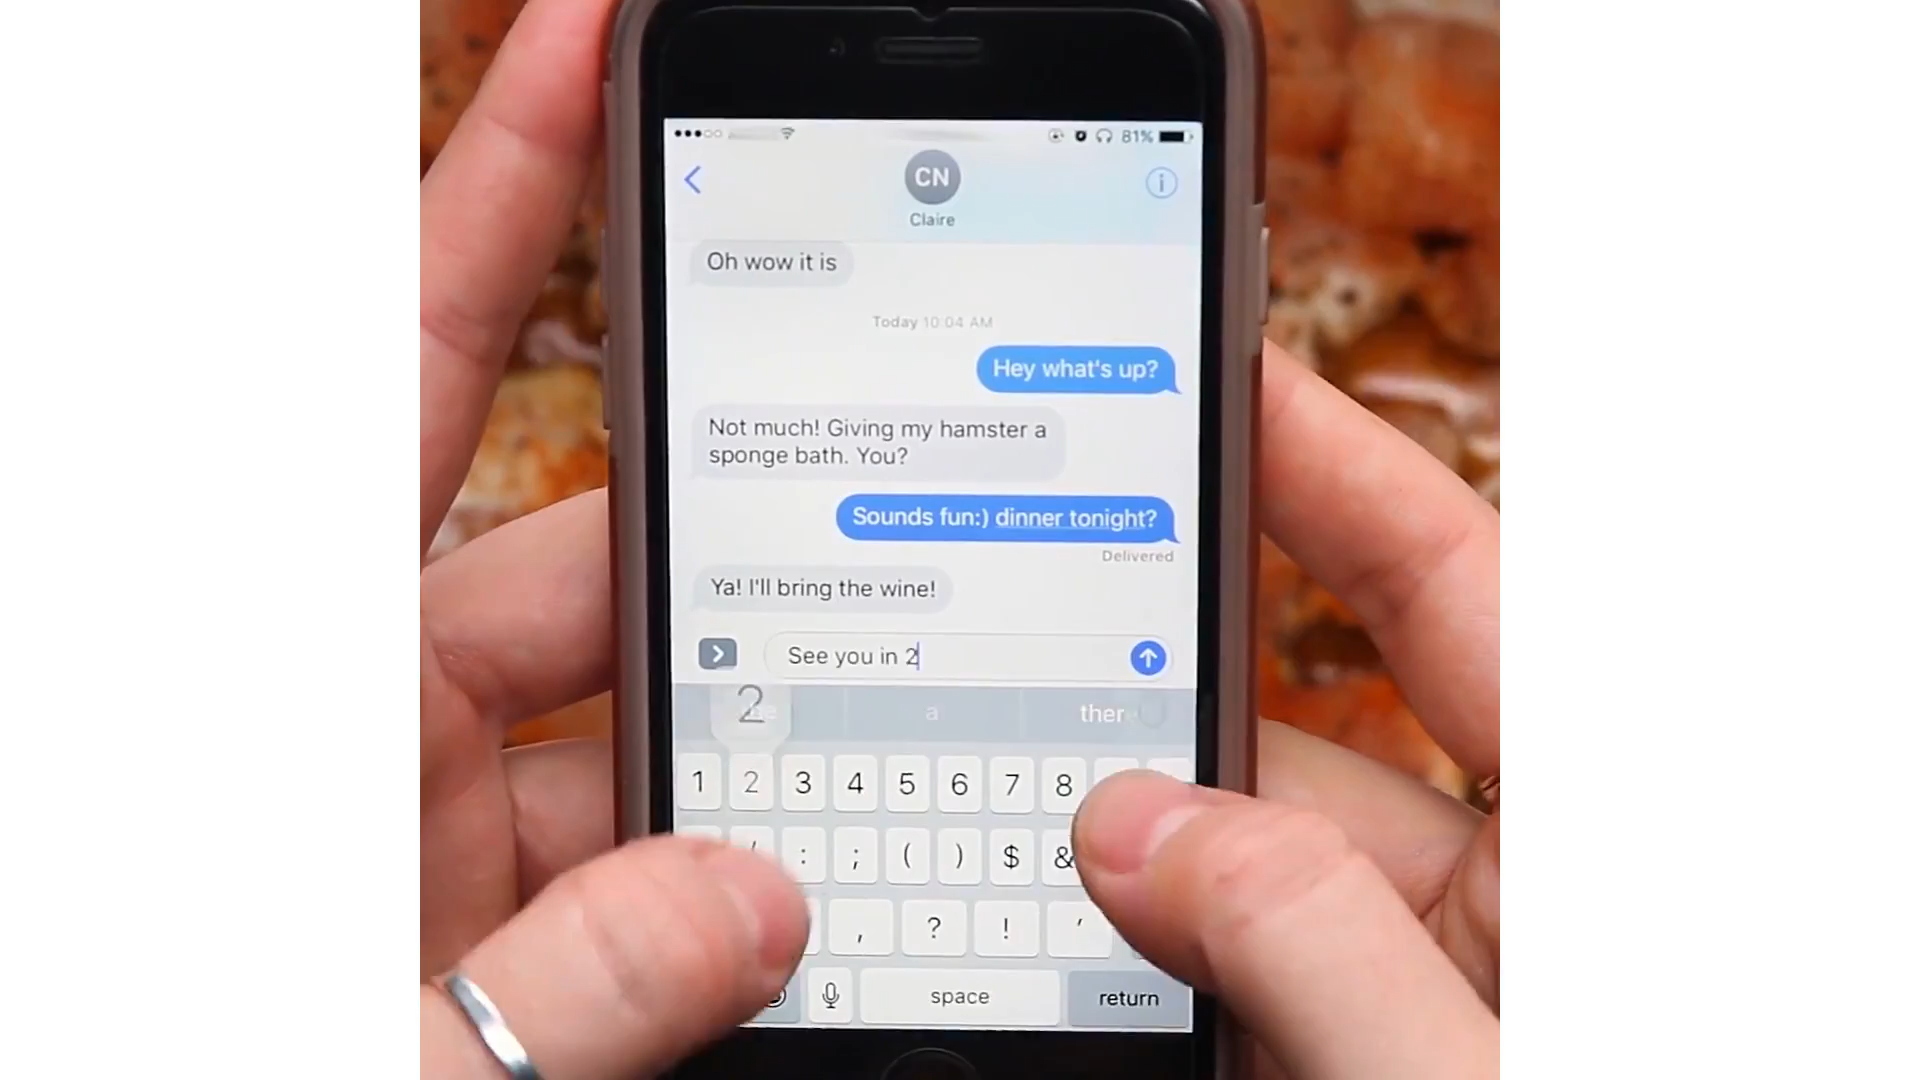 81%
CN
Claire
Oh wow it is
Today 10:04 AM
Hey what's up?
Not much! Giving my hamster a
sponge bath. You?
Sounds fun:) dinner tonight?
Delivered
Ya! I'll bring the wine!
See you in 2
2
a
1 2 3 4 5 6 7 8
: ; ( ) $ &
, ? ! ′
space return